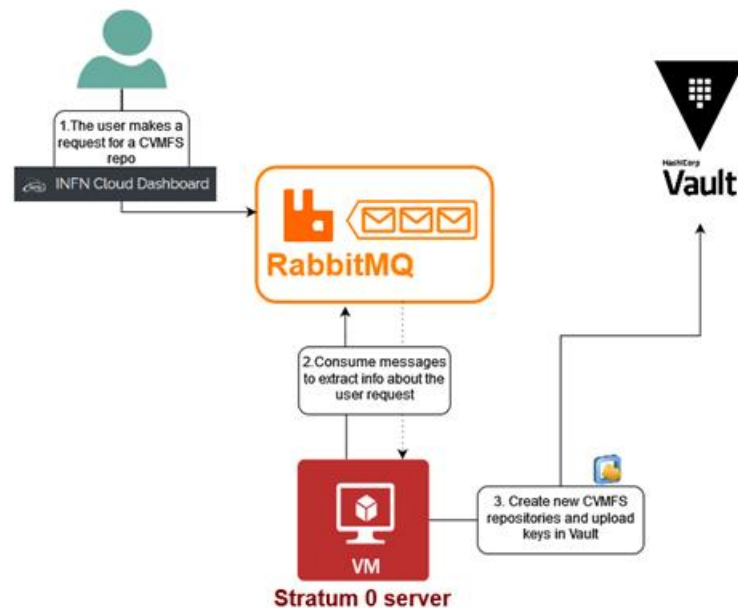 1.The user makes a
request for a CVMFS
repo
INFN Cloud Dashboard
RabbitMQ
HashiCorp
Vault
2.Consume messages
to extract info about the
user request
3. Create new CVMFS
repositories and upload
keys in Vault
VM
Stratum 0 server